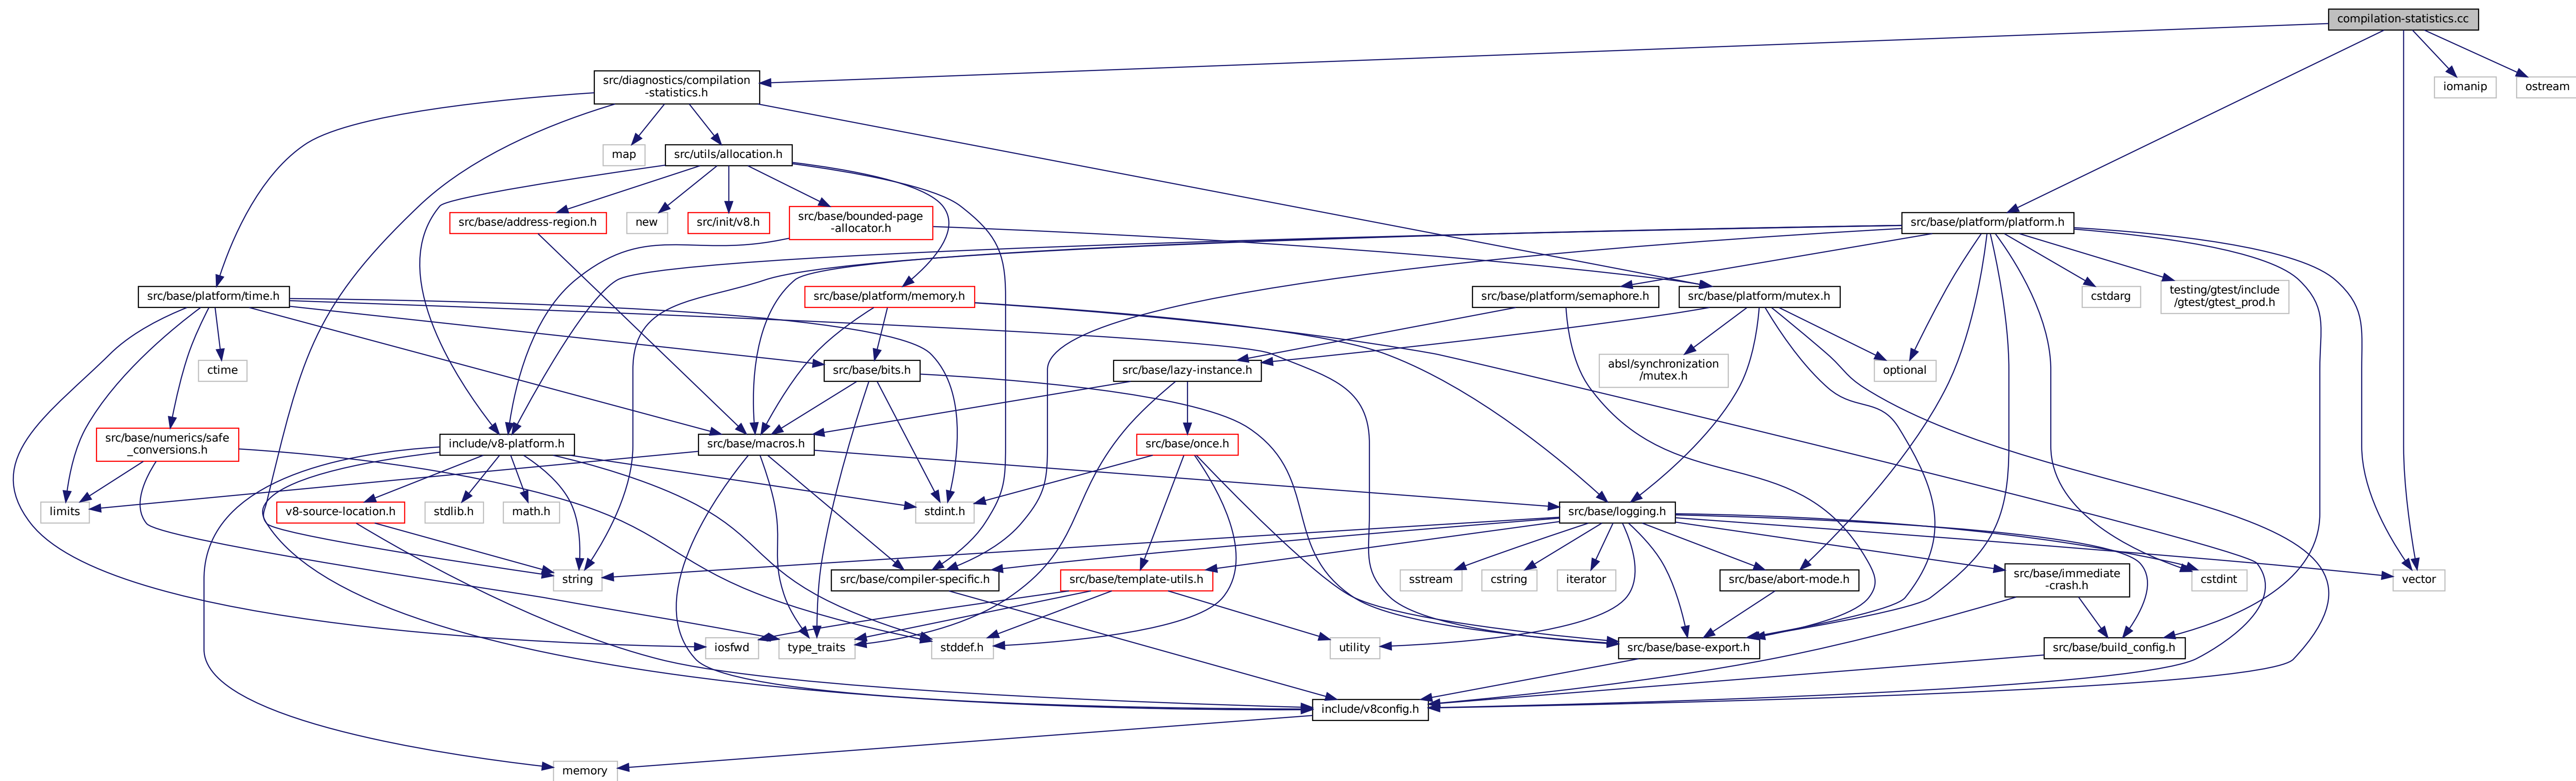 compilation-statistics.cc
src/diagnostics/compilation
-statistics.h
iomanip
ostream
map
src/utils/allocation.h
src/base/address-region.h
new
src/init/v8.h
src/base/bounded-page
-allocator.h
src/base/platform/platform.h
src/base/platform/time.h
src/base/platform/memory.h
src/base/platform/semaphore.h
src/base/platform/mutex.h
cstdarg
testing/gtest/include
/gtest/gtest_prod.h
ctime
src/base/bits.h
src/base/lazy-instance.h
absl/synchronization
/mutex.h
optional
src/base/numerics/safe
_conversions.h
include/v8-platform.h
src/base/macros.h
src/base/once.h
limits
v8-source-location.h
stdlib.h
math.h
stdint.h
src/base/logging.h
string
src/base/compiler-specific.h
src/base/template-utils.h
sstream
cstring
iterator
src/base/abort-mode.h
src/base/immediate
-crash.h
cstdint
vector
iosfwd
type_traits
stddef.h
utility
src/base/base-export.h
src/base/build_config.h
include/v8config.h
memory